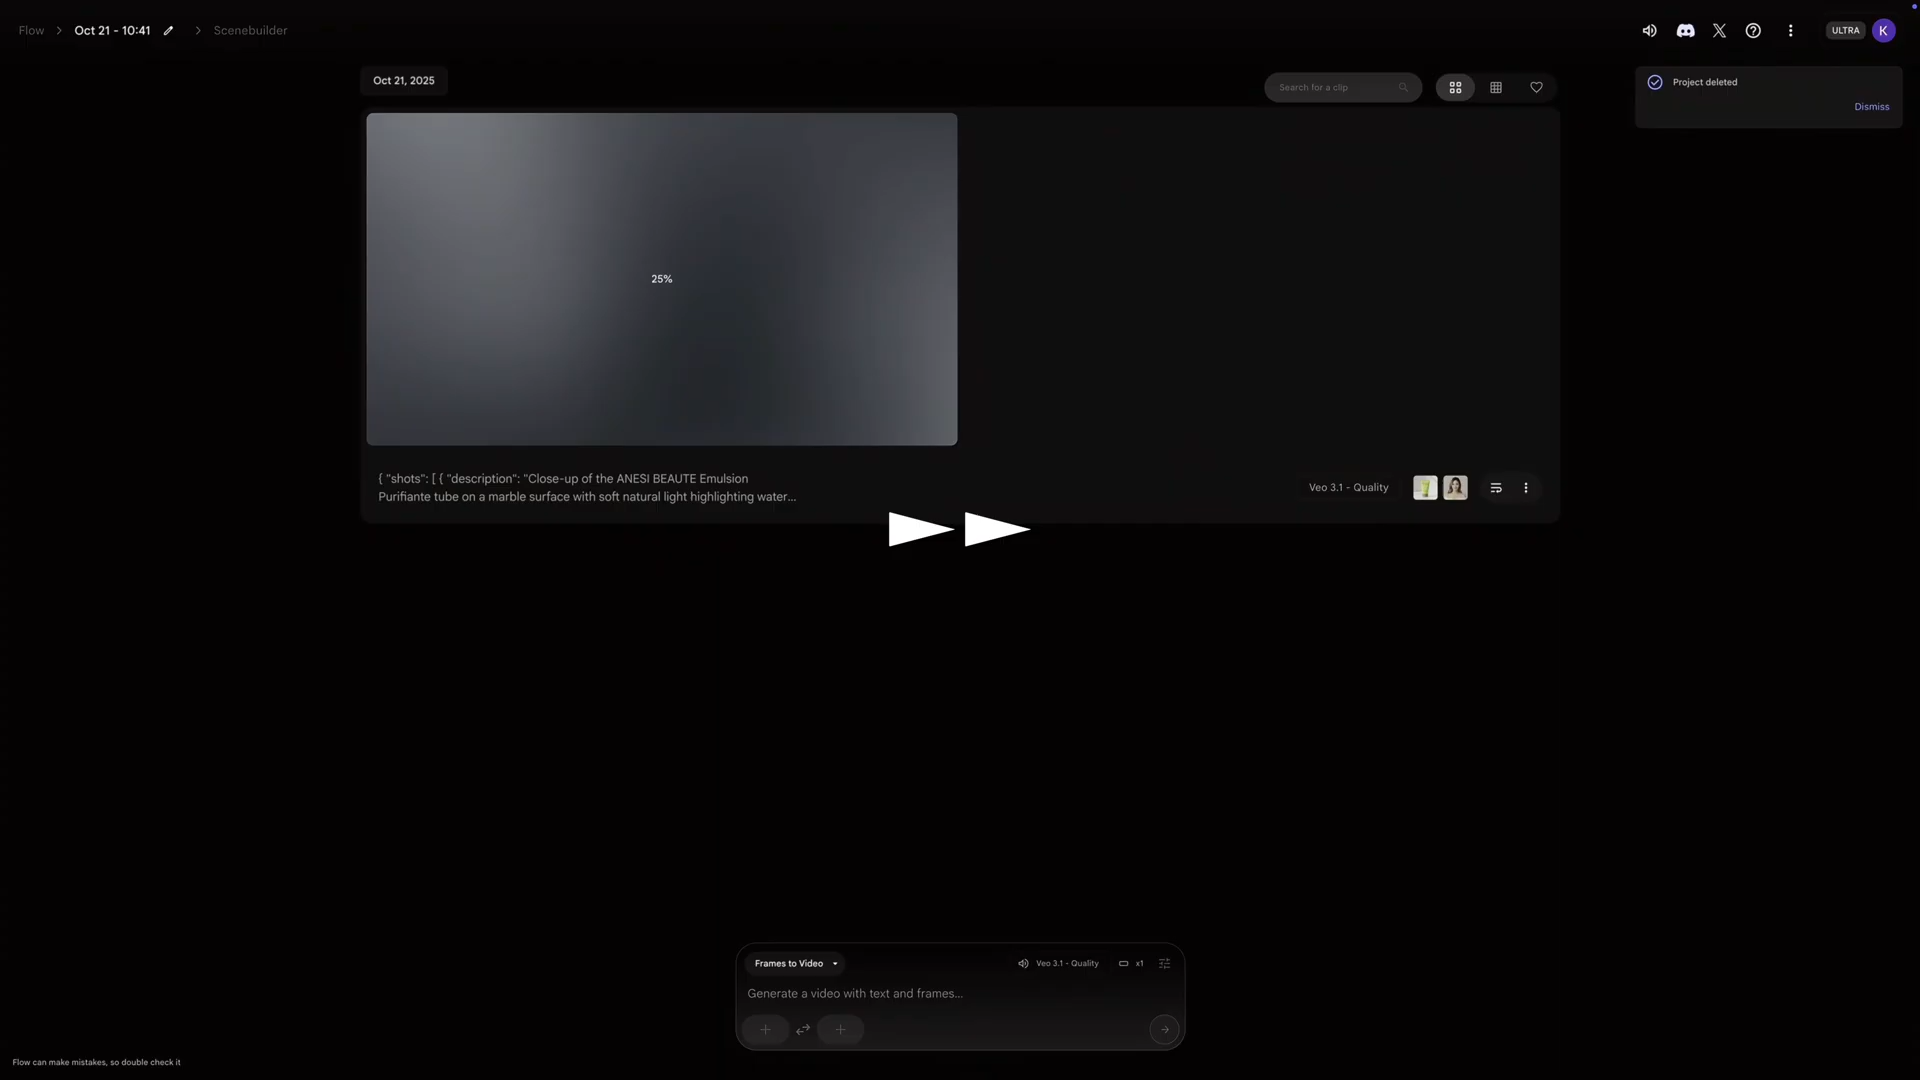 Flow
Oct 21 - 10:41
Scenebuilder
ULTRA
K
Oct 21, 2025
Search for a clip
Project deleted
Dismiss
25%
{ "shots": [ { "description": "Close-up of the ANESI BEAUTE Emulsion
Purifiante tube on a marble surface with soft natural light highlighting water...
Veo 3.1 - Quality
Frames to Video
Veo 3.1 - Quality
x1
Generate a video with text and frames...
Flow can make mistakes, so double check it